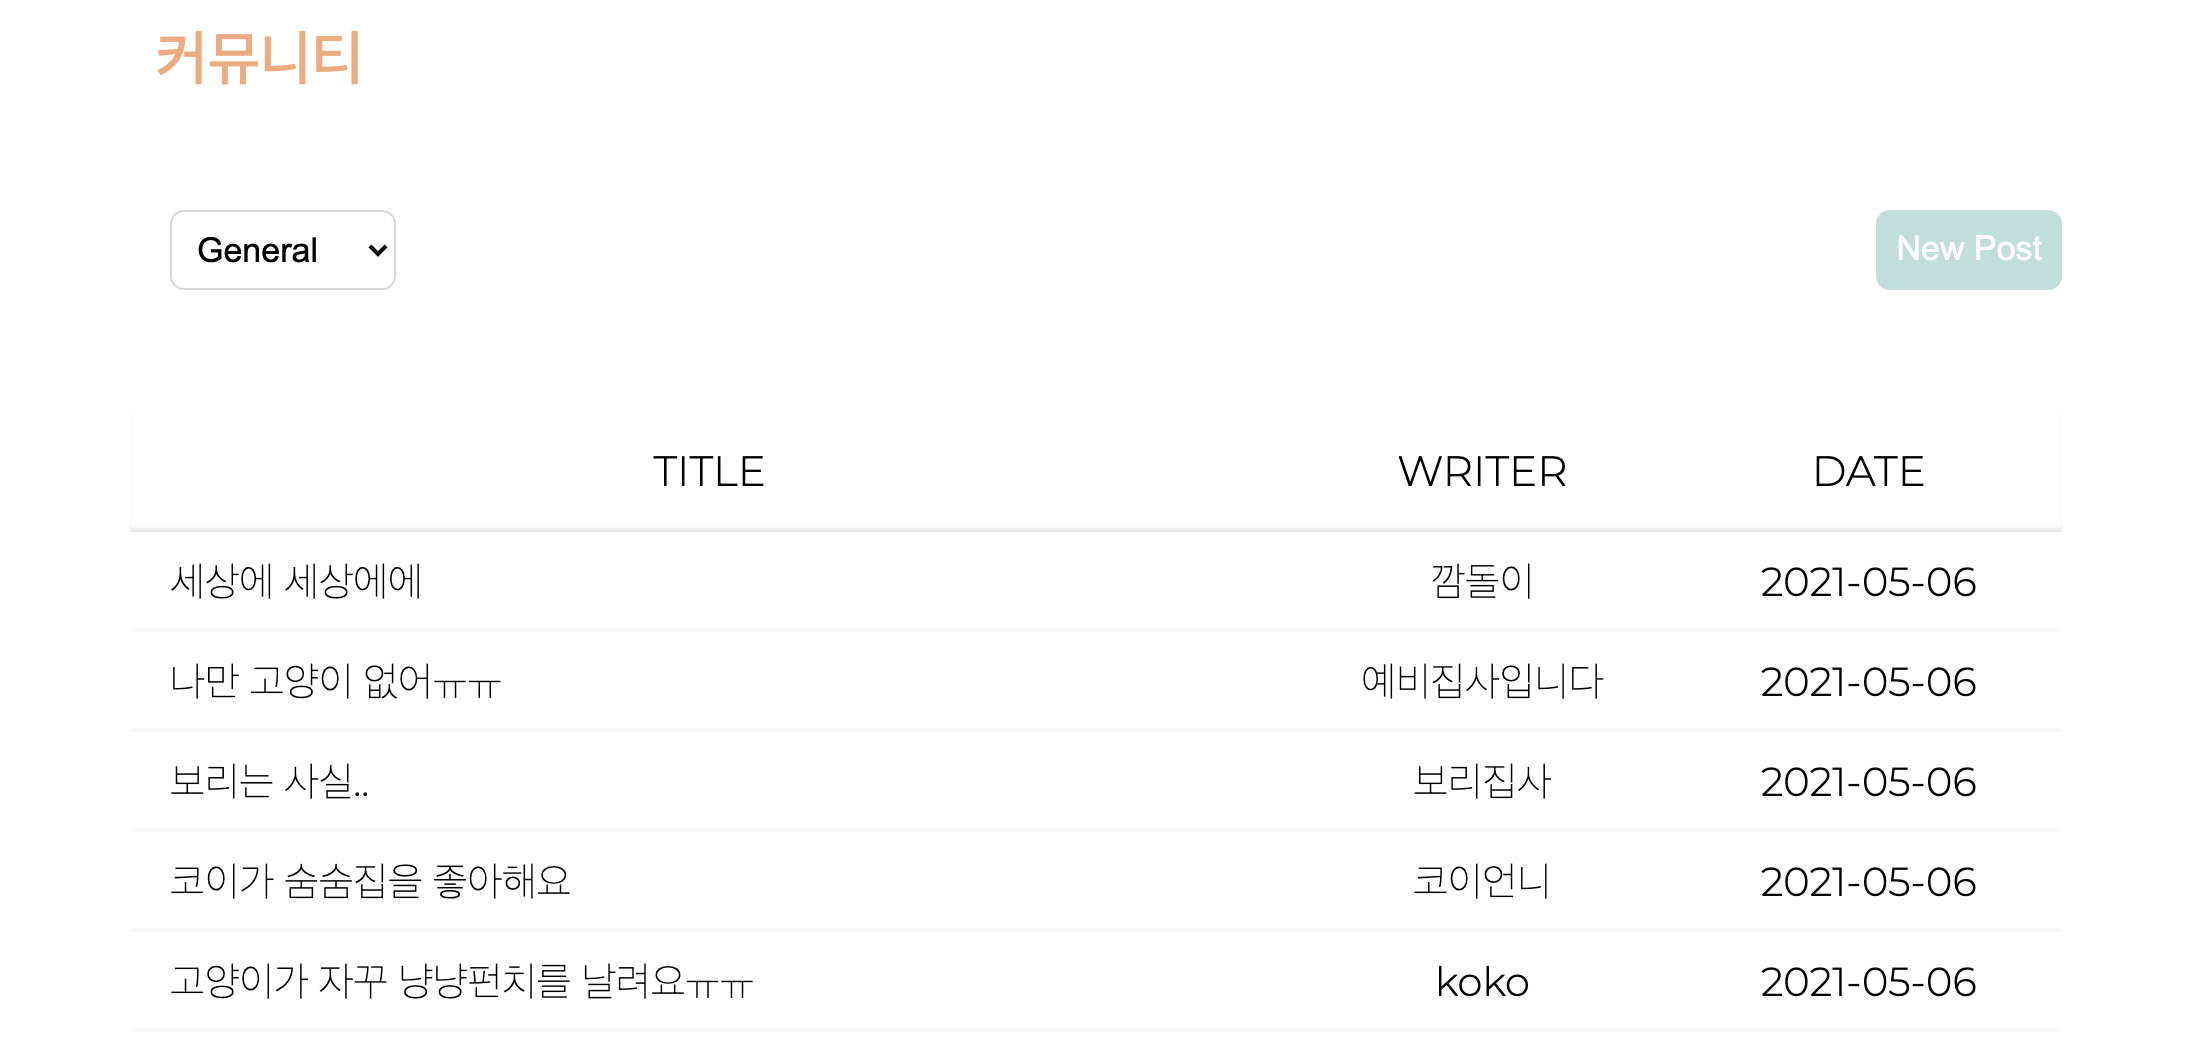 커뮤니티
General New Post
TITLE WRITER DATE
세상에 세상에에 깜돌이 2021-05-06
나만 고양이 없어ㅠㅠ 예비집사입니다 2021-05-06
보리는 사실.. 보리집사 2021-05-06
코이가 숨숨집을 좋아해요 코이언니 2021-05-06
고양이가 자꾸 냥냥펀치를 날려요ㅠㅠ koko 2021-05-06